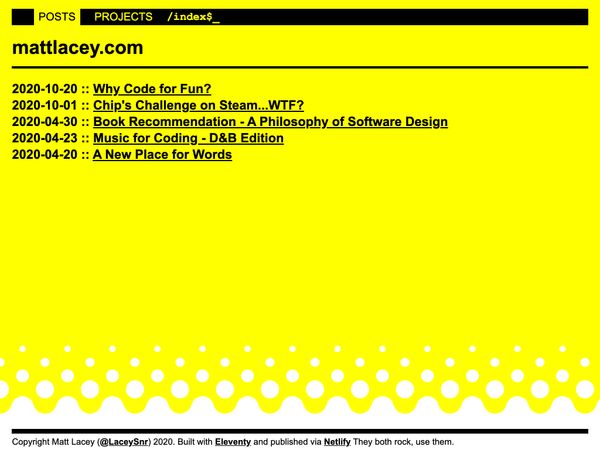 POSTS PROJECTS /index$_
mattlacey.com
2020-10-20 :: Why Code for Fun?
2020-10-01 :: Chip's Challenge on Steam...WTF?
2020-04-30 :: Book Recommendation - A Philosophy of Software Design
2020-04-23 :: Music for Coding - D&B Edition
2020-04-20 :: A New Place for Words
Copyright Matt Lacey (@LaceySnr) 2020. Built with Eleventy and published via Netlify They both rock, use them.